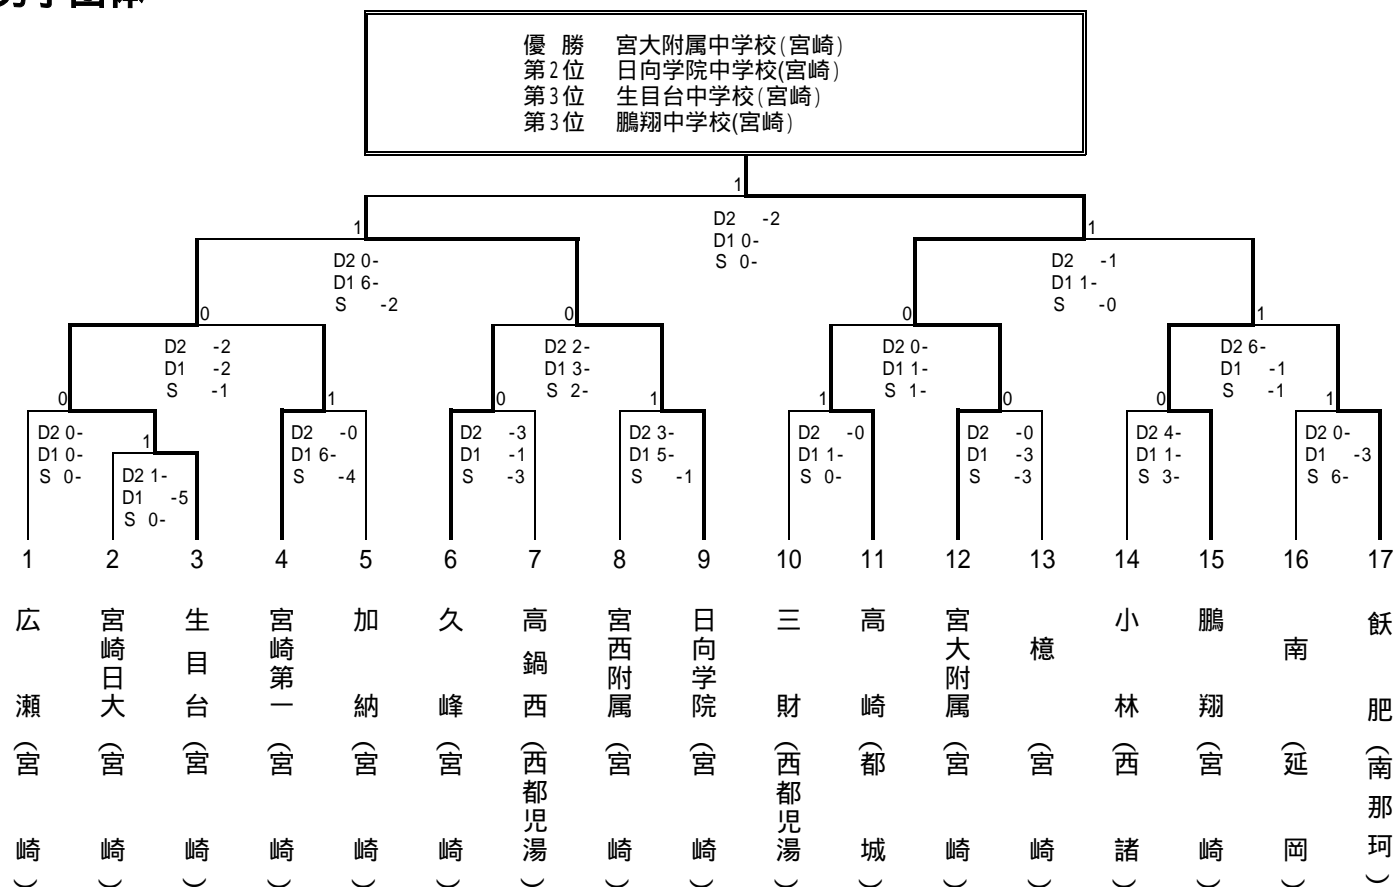 男子団体
優 勝 宮大附属中学校(宮崎)
第2位 日向学院中学校(宮崎)
第3位 生目台中学校(宮崎)
第3位 鵬翔中学校(宮崎)
1
D2 -2
D1 0-
S 0-
1
D2 0-
D1 6-
S -2
1
D2 -1
D1 1-
S -0
0
D2 -2
D1 -2
S -1
0
D2 2-
D1 3-
S 2-
0
D2 0-
D1 1-
S 1-
1
D2 6-
D1 -1
S -1
0
D2 0-
D1 0-
S 0-
1
D2 1-
D1 -5
S 0-
1
D2 -0
D1 6-
S -4
0
D2 -3
D1 -1
S -3
1
D2 3-
D1 5-
S -1
1
D2 -0
D1 1-
S 0-
0
D2 -0
D1 -3
S -3
0
D2 4-
D1 1-
S 3-
1
D2 0-
D1 -3
S 6-
1 2 3 4 5 6 7 8 9 10 11 12 13 14 15 16 17
広瀬(宮崎)
宮崎日大(宮崎)
生目台(宮崎)
宮崎第一(宮崎)
加納(宮崎)
久峰(宮崎)
高鍋西(西都児湯)
宮西附属(宮崎)
日向学院(宮崎)
三財(西都児湯)
高崎(都城)
宮大附属(宮崎)
檍(宮崎)
小林(西諸)
鵬翔(宮崎)
南(延岡)
飫肥(南那珂)